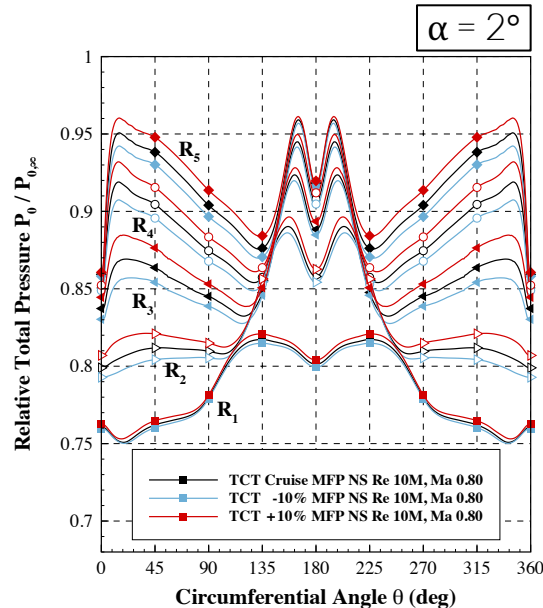 α = 2°
1
0.95
0.9
0.85
0.8
0.75
0.7
Relative Total Pressure P₀ / P₀,∞
R₅
R₄
R₃
R₂
R₁
TCT Cruise MFP NS Re 10M, Ma 0.80
TCT -10% MFP NS Re 10M, Ma 0.80
TCT +10% MFP NS Re 10M, Ma 0.80
0 45 90 135 180 225 270 315 360
Circumferential Angle θ (deg)